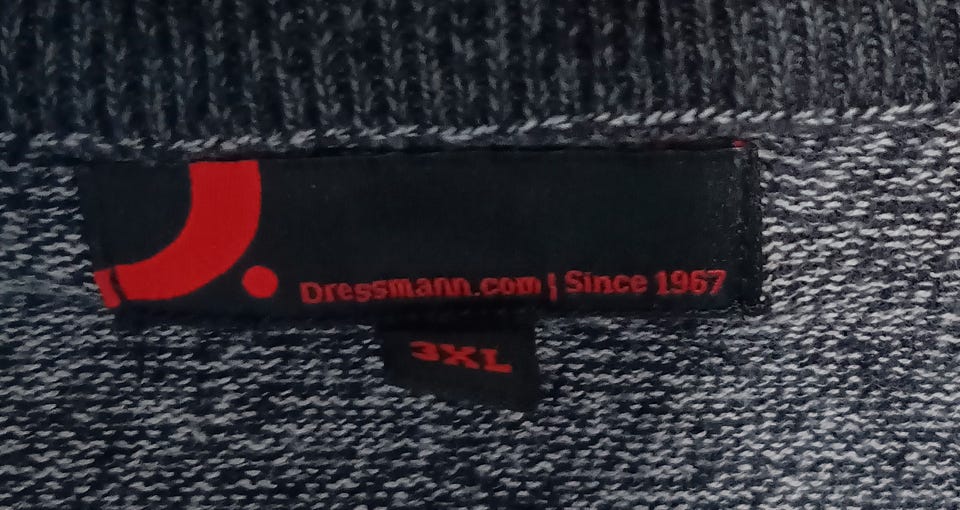 Dressmann.com | Since 1967
3XL